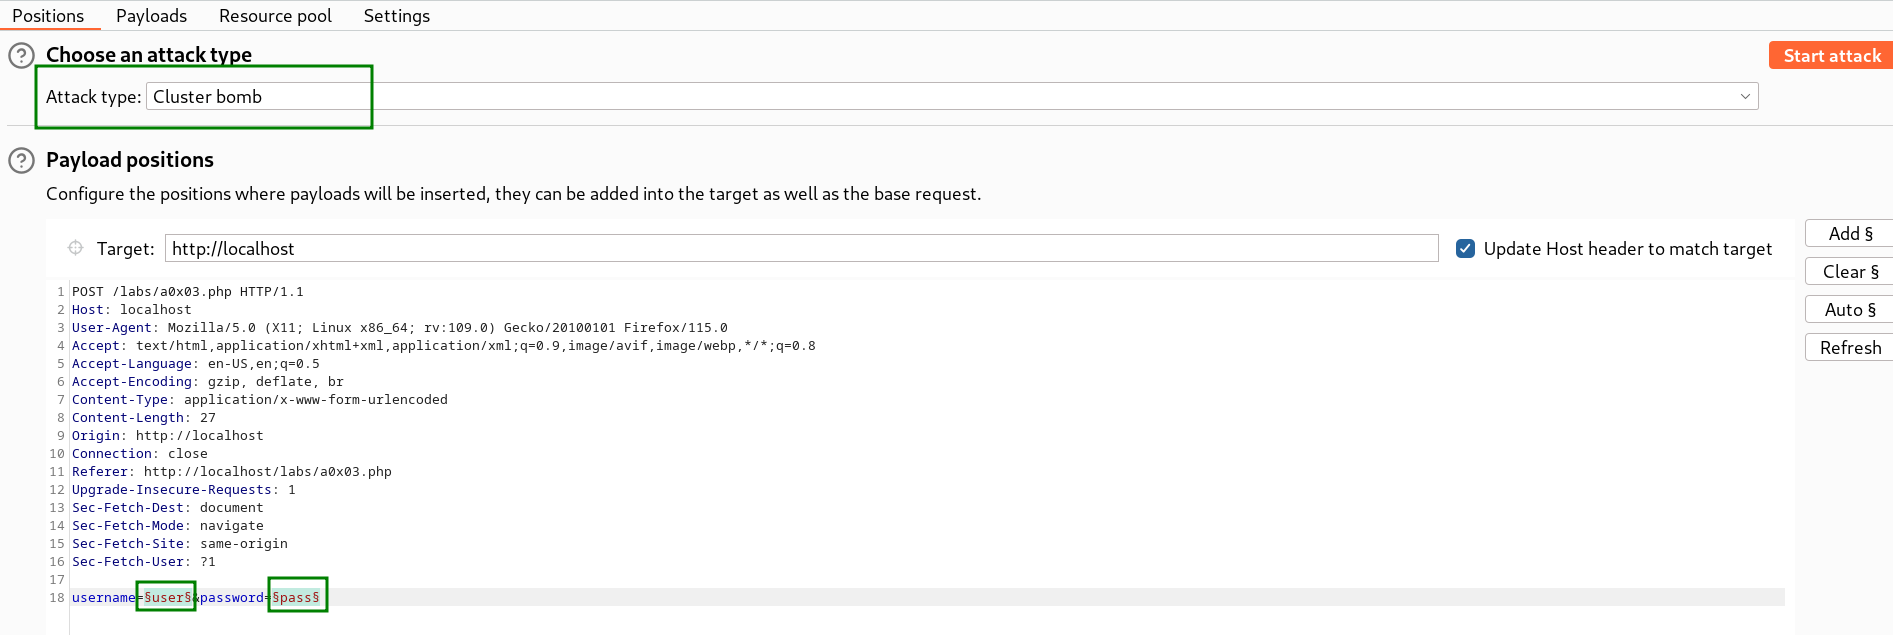 Positions Payloads Resource pool Settings
Choose an attack type
Start attack
Attack type: Cluster bomb
Payload positions
Configure the positions where payloads will be inserted, they can be added into the target as well as the base request.
Target: http://localhost
Update Host header to match target
Add §
Clear §
Auto §
Refresh
1 POST /labs/a0x03.php HTTP/1.1
2 Host: localhost
3 User-Agent: Mozilla/5.0 (X11; Linux x86_64; rv:109.0) Gecko/20100101 Firefox/115.0
4 Accept: text/html,application/xhtml+xml,application/xml;q=0.9,image/avif,image/webp,*/*;q=0.8
5 Accept-Language: en-US,en;q=0.5
6 Accept-Encoding: gzip, deflate, br
7 Content-Type: application/x-www-form-urlencoded
8 Content-Length: 27
9 Origin: http://localhost
10 Connection: close
11 Referer: http://localhost/labs/a0x03.php
12 Upgrade-Insecure-Requests: 1
13 Sec-Fetch-Dest: document
14 Sec-Fetch-Mode: navigate
15 Sec-Fetch-Site: same-origin
16 Sec-Fetch-User: ?1
17
18 username=§user§&password=§pass§